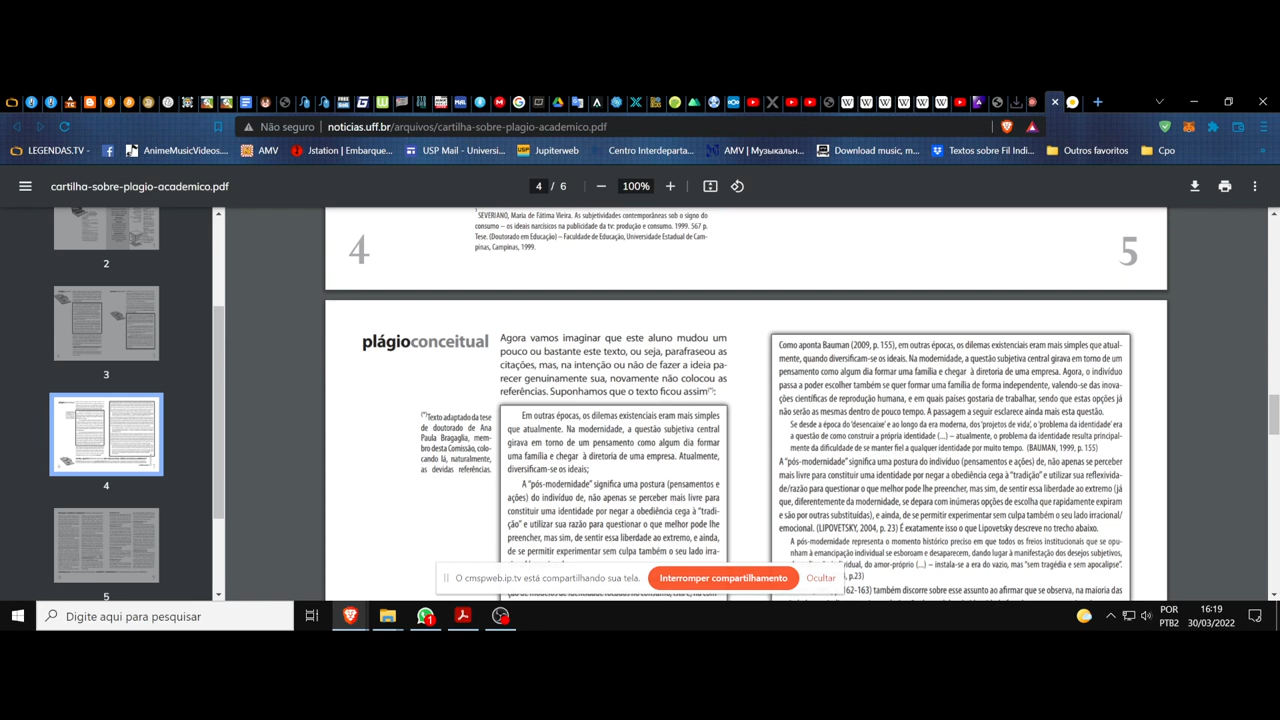 Não seguro
noticias.uff.br/arquivos/cartilha-sobre-plagio-academico.pdf
LEGENDAS.TV -
AnimeMusicVideos...
AMV
Jstation | Embarque...
USP Mail - Universi...
Jupiterweb
Centro Interdeparta...
AMV | Музыкальн...
Download music, m...
Textos sobre Fil Indi...
Outros favoritos
Cpo
cartilha-sobre-plagio-academico.pdf
4 / 6
100%
2
3
4
5
SEVERIANO, Maria de Fátima Vieira. As subjetividades contemporâneas sob o signo do
consumo – os ideais narcísicos na publicidade da tv: produção e consumo. 1999. 567 p.
Tese. (Doutorado em Educação) – Faculdade de Educação, Universidade Estadual de Cam-
pinas, Campinas, 1999.
4
5
plágioconceitual
Agora vamos imaginar que este aluno mudou um
pouco ou bastante este texto, ou seja, parafraseou as
citações, mas, na intenção ou não de fazer a ideia pa-
recer genuinamente sua, novamente não colocou as
referências. Suponhamos que o texto ficou assim(*):
(*)Texto adaptado da tese
de doutorado de Ana
Paula Bragaglia, mem-
bro desta Comissão, colo-
cando lá, naturalmente,
as devidas referências.
Em outras épocas, os dilemas existenciais eram mais simples
que atualmente. Na modernidade, a questão subjetiva central
girava em torno de um pensamento como algum dia formar
uma família e chegar à diretoria de uma empresa. Atualmente,
diversificam-se os ideais;
A “pós-modernidade” significa uma postura (pensamentos e
ações) do indivíduo de, não apenas se perceber mais livre para
constituir uma identidade por negar a obediência cega à “tradi-
ção” e utilizar sua razão para questionar o que melhor pode lhe
preencher, mas sim, de sentir essa liberdade ao extremo, e ainda,
de se permitir experimentar sem culpa também o seu lado irra-
Como aponta Bauman (2009, p. 155), em outras épocas, os dilemas existenciais eram mais simples que atual-
mente, quando diversificam-se os ideais. Na modernidade, a questão subjetiva central girava em torno de um
pensamento como algum dia formar uma família e chegar à diretoria de uma empresa. Agora, o indivíduo
passa a poder escolher também se quer formar uma família de forma independente, valendo-se das inova-
ções científicas de reprodução humana, e em quais países gostaria de trabalhar, sendo que estas opções já
não serão as mesmas dentro de pouco tempo. A passagem a seguir esclarece ainda mais esta questão.
Se desde a época do ‘desencaixe’ e ao longo da era moderna, dos ‘projetos de vida’, o ‘problema da identidade’ era
a questão de como construir a própria identidade (...) – atualmente, o problema da identidade resulta principal-
mente da dificuldade de se manter fiel a qualquer identidade por muito tempo. (BAUMAN, 1999, p. 155)
A “pós-modernidade” significa uma postura do indivíduo (pensamentos e ações) de, não apenas se perceber
mais livre para constituir uma identidade por negar a obediência cega à “tradição” e utilizar sua reflexivida-
de/razão para questionar o que melhor pode lhe preencher, mas sim, de sentir essa liberdade ao extremo (já
que, diferentemente da modernidade, se depara com inúmeras opções de escolha que rapidamente expiram
e são por outras substituídas), e ainda, de se permitir experimentar sem culpa também o seu lado irracional/
emocional. (LIPOVETSKY, 2004, p. 23) É exatamente isso o que Lipovetsky descreve no trecho abaixo.
A pós-modernidade representa o momento histórico preciso em que todos os freios institucionais que se opu-
nham à emancipação individual se esboroam e desaparecem, dando lugar à manifestação dos desejos subjetivos,
individual, do amor-próprio (...) – instala-se a era do vazio, mas “sem tragédia e sem apocalipse”.
p.23)
162-163) também discorre sobre esse assunto ao afirmar que se observa, na maioria das
O cmspweb.ip.tv está compartilhando sua tela.
Interromper compartilhamento
Ocultar
Digite aqui para pesquisar
1
POR
PTB2
16:19
30/03/2022